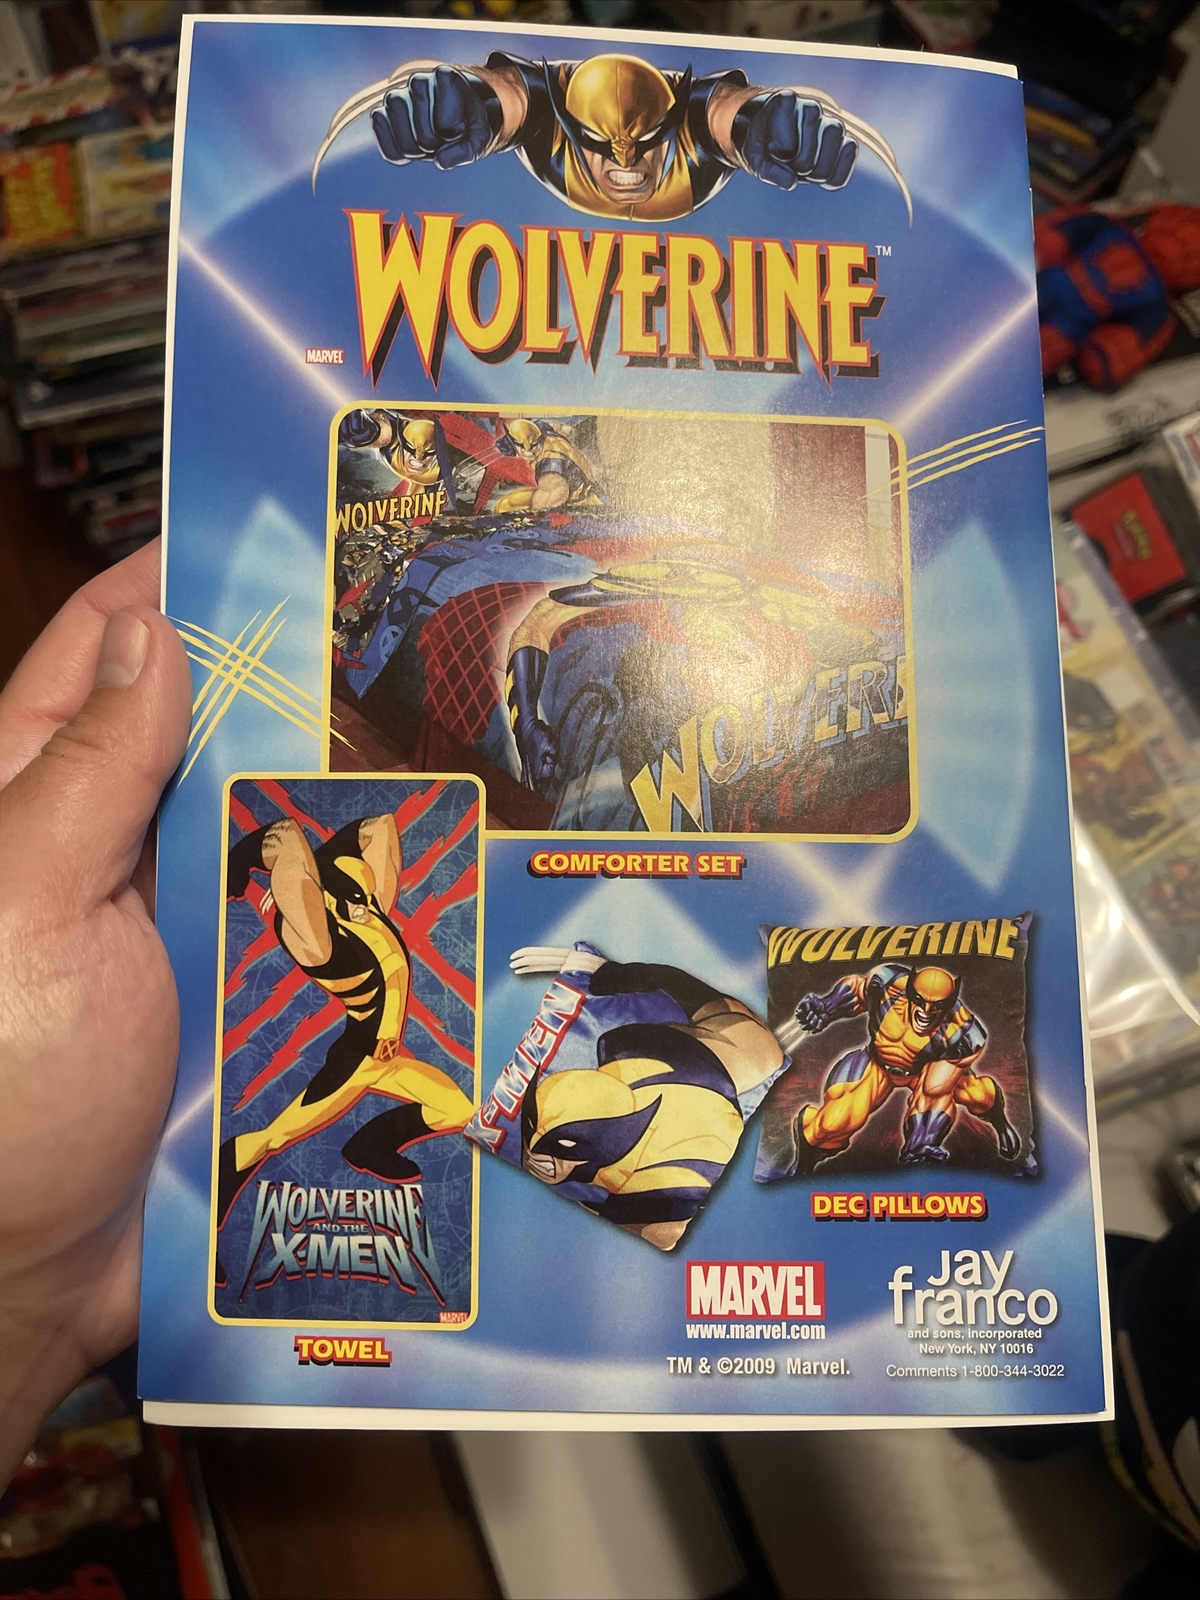 WOLVERINE™
MARVEL
WOLVERINE
WOLVERI
COMFORTER SET
WOLVERINE
AND THE
X-MEN
MARVEL
TOWEL
X-MEN
WOLVERINE
DEC PILLOWS
MARVEL
www.marvel.com
TM & ©2009 Marvel.
Jay
franco
and sons, incorporated
New York, NY 10016
Comments 1-800-344-3022